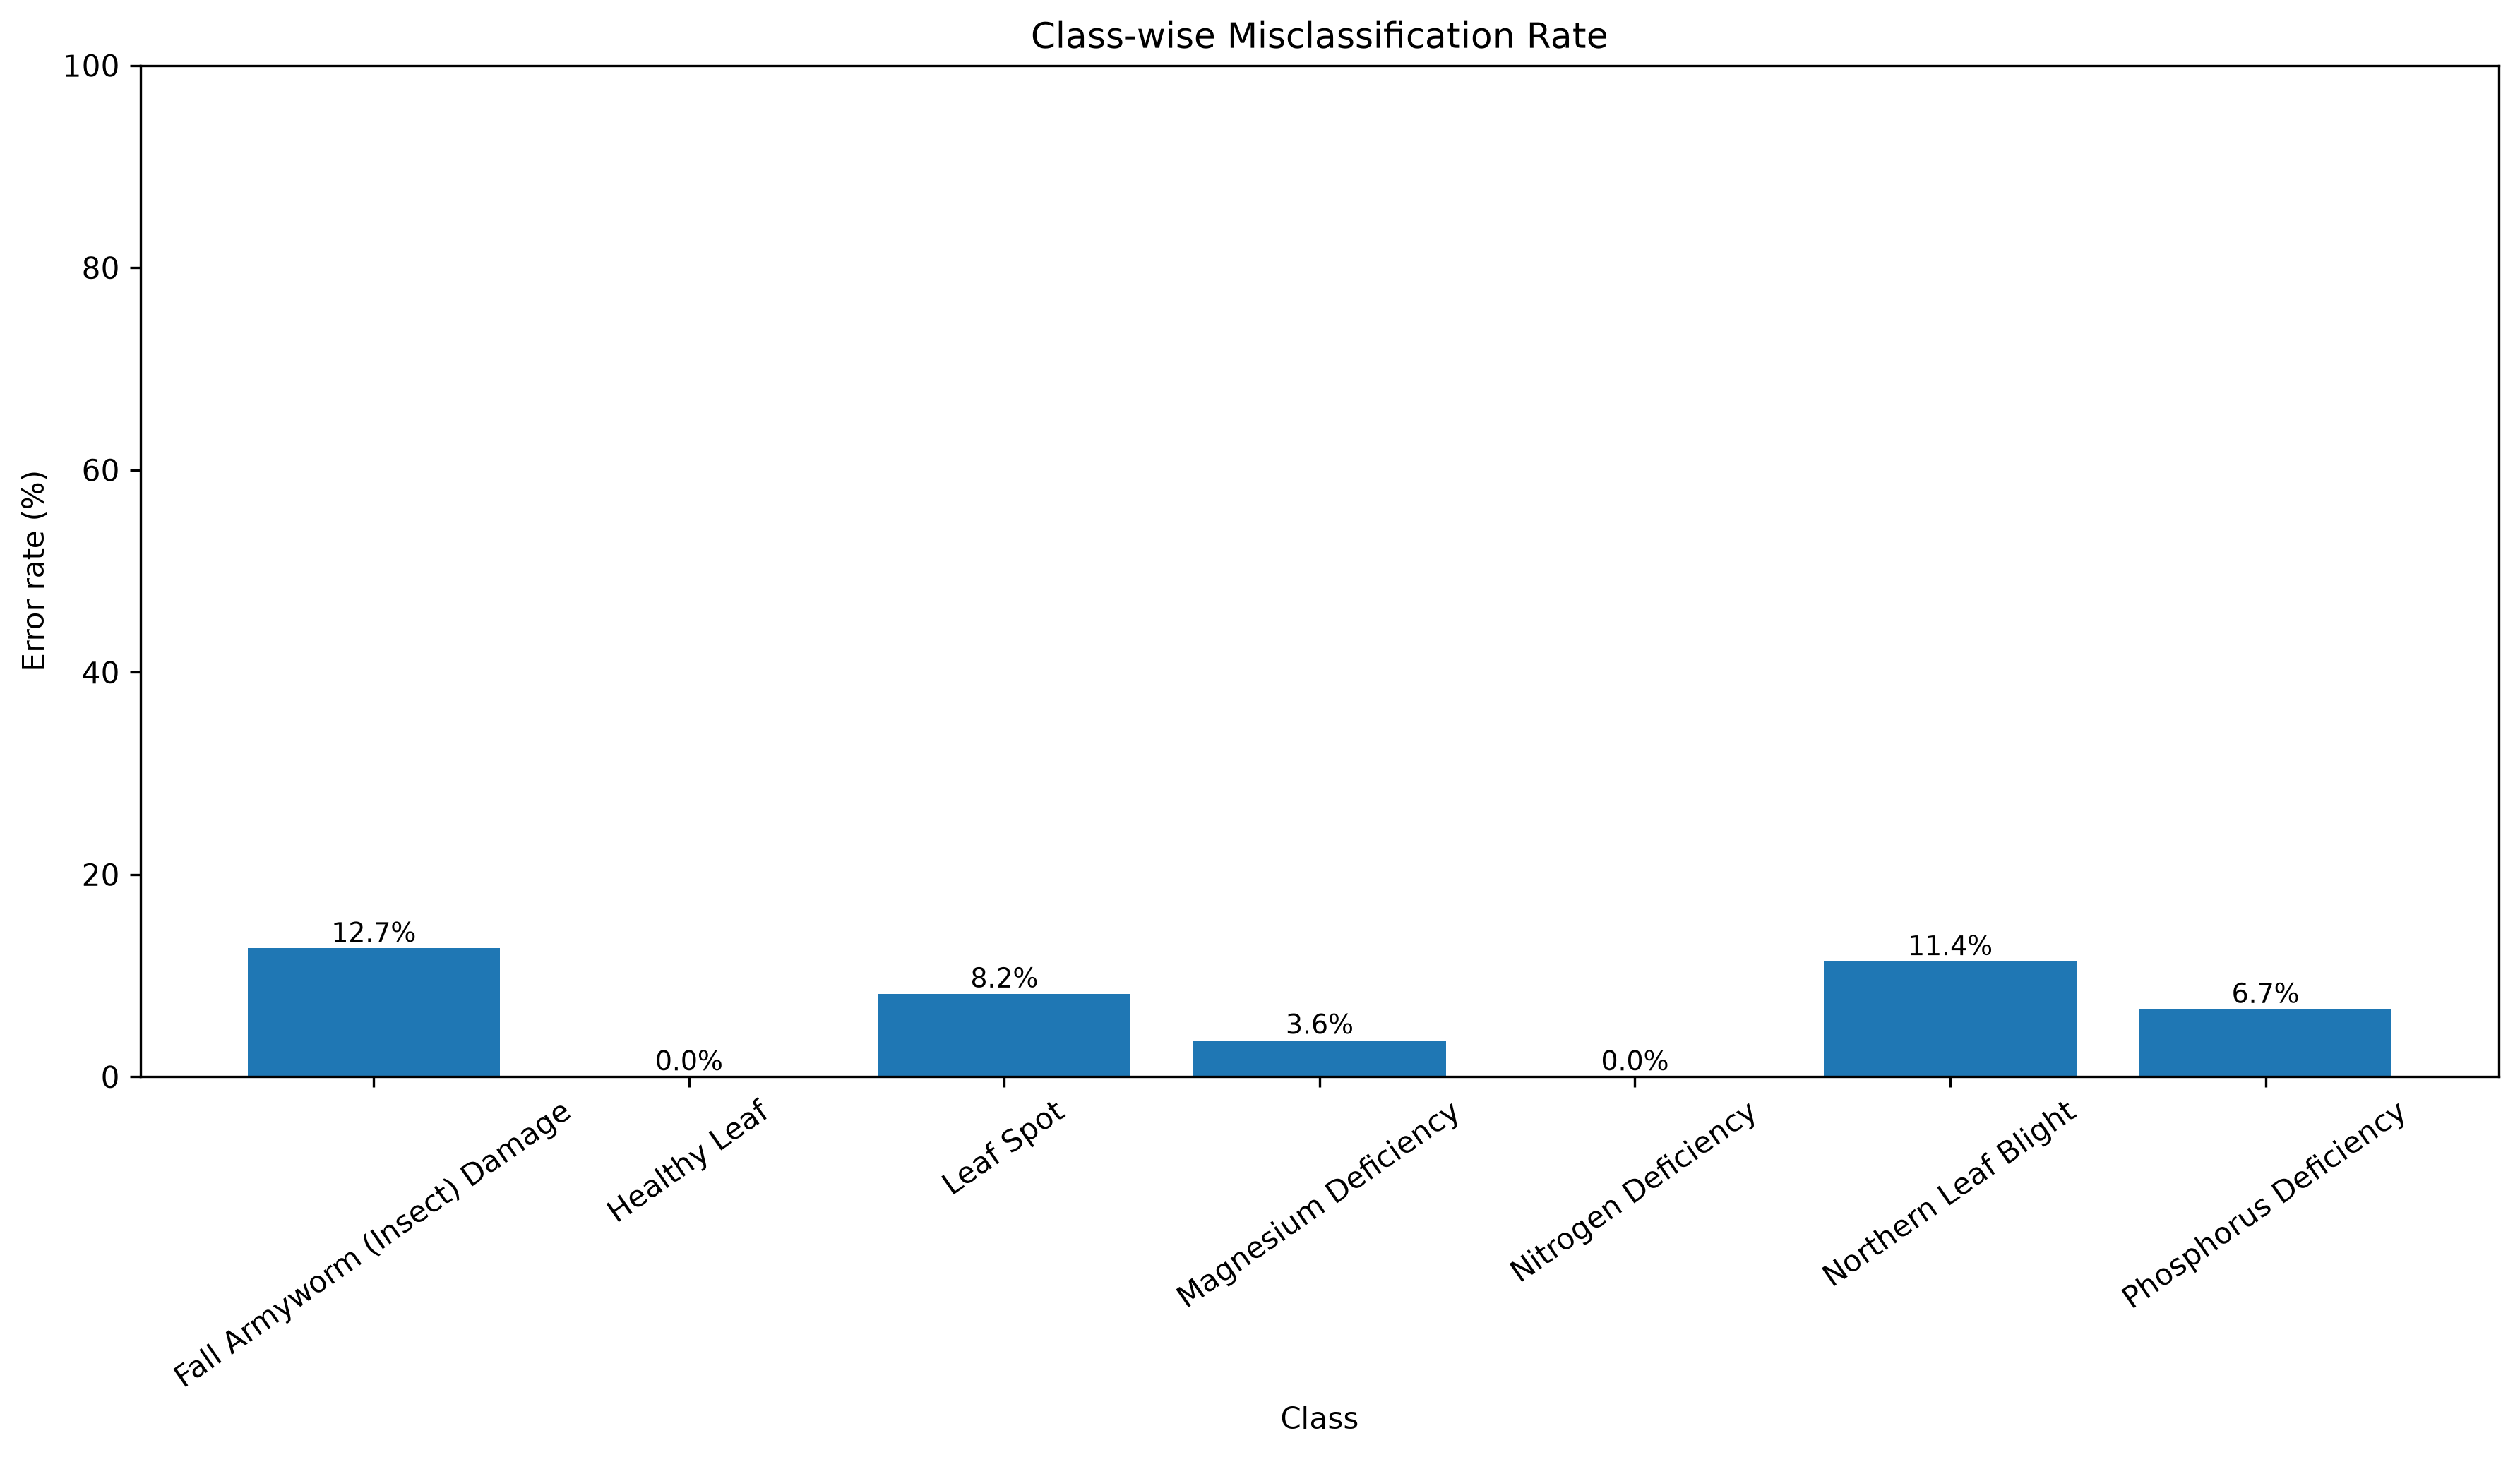 Class-wise Misclassification Rate
100
80
60
40
20
0
Error rate (%)
12.7%
0.0%
8.2%
3.6%
0.0%
11.4%
6.7%
Fall Armyworm (Insect) Damage
Healthy Leaf
Leaf Spot
Magnesium Deficiency
Nitrogen Deficiency
Northern Leaf Blight
Phosphorus Deficiency
Class